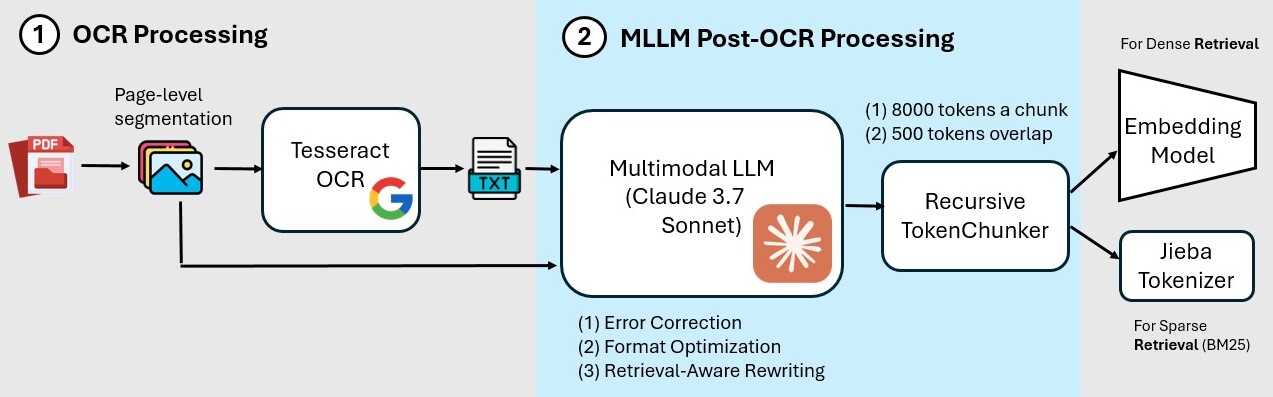 1 OCR Processing
Page-level
segmentation
PDF
Tesseract
OCR
TXT
2 MLLM Post-OCR Processing
Multimodal LLM
(Claude 3.7
Sonnet)
(1) Error Correction
(2) Format Optimization
(3) Retrieval-Aware Rewriting
(1) 8000 tokens a chunk
(2) 500 tokens overlap
Recursive
TokenChunker
For Dense Retrieval
Embedding
Model
Jieba
Tokenizer
For Sparse
Retrieval (BM25)